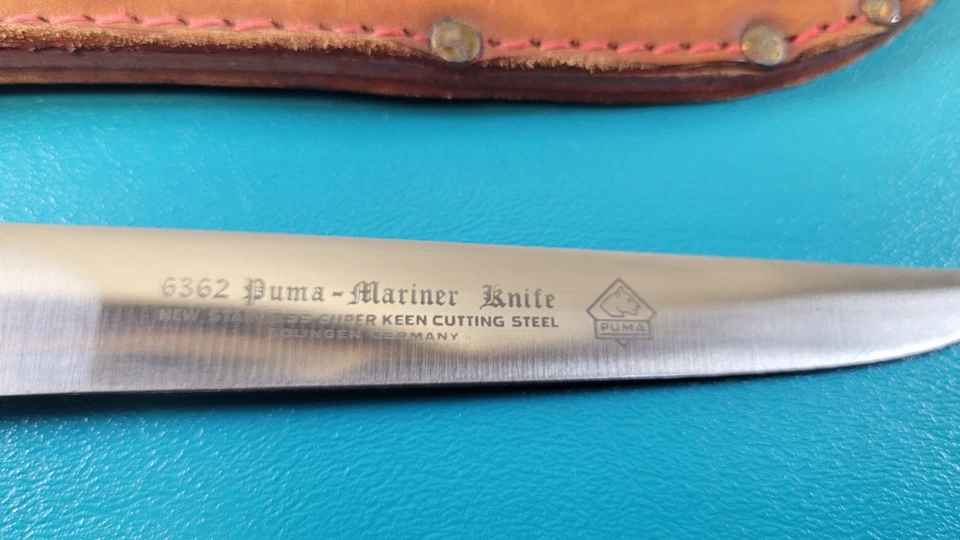 6362 Puma-Mariner Knife
NEW STAINLESS SUPER KEEN CUTTING STEEL
SOLINGEN GERMANY
PUMA